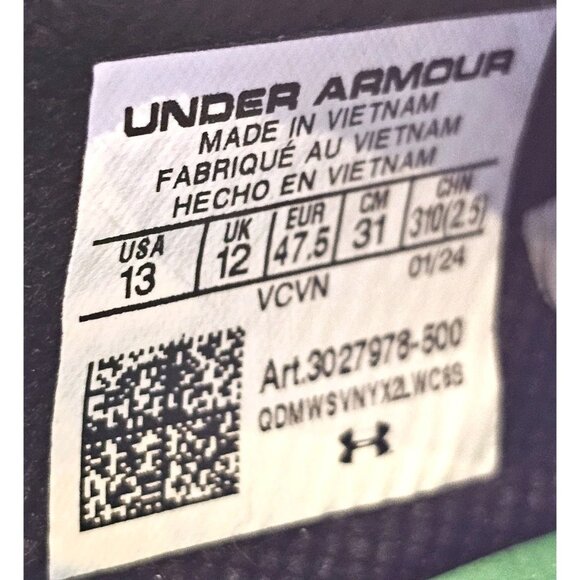 UNDER ARMOUR
MADE IN VIETNAM
FABRIQUÉ AU VIETNAM
HECHO EN VIETNAM
USA UK EUR CM CHN
13 12 47.5 31 310(2.5)
VCVN 01/24
Art.3027978-500
QDMWSVNYX2LWC6S